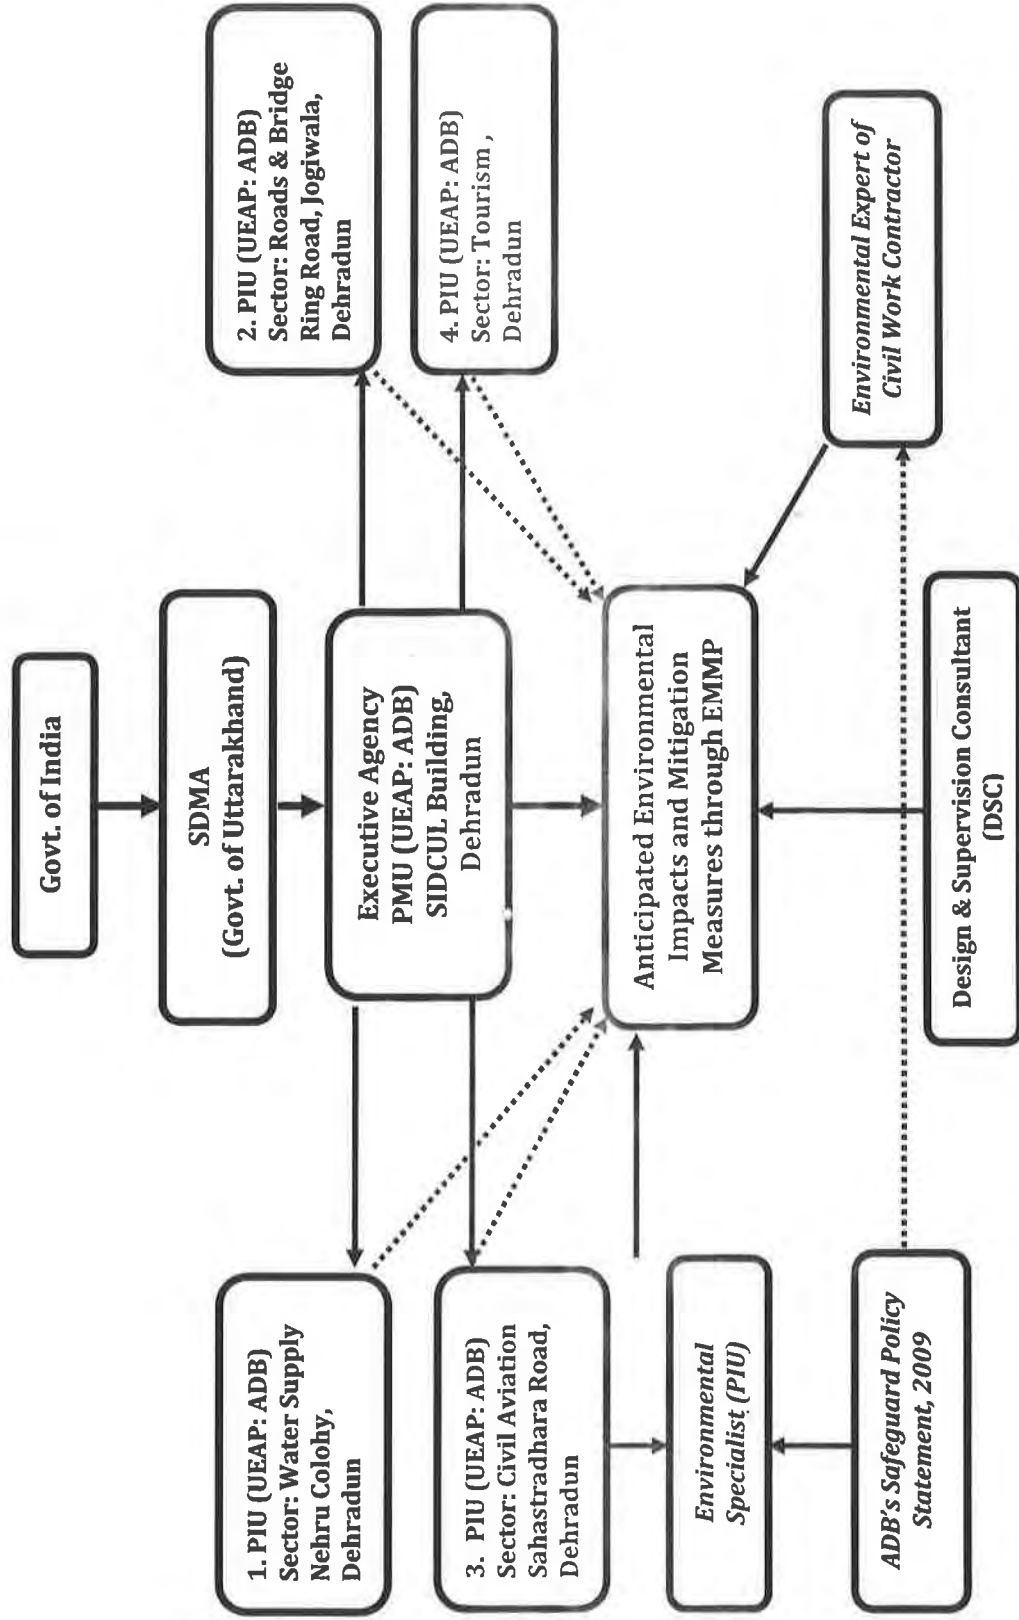 Govt. of India
SDMA
(Govt. of Uttarakhand)
Executive Agency
PMU (UEAP: ADB)
SIDCUL Building,
Dehradun
1. PIU (UEAP: ADB)
Sector: Water Supply
Nehru Colohy,
Dehradun
2. PIU (UEAP: ADB)
Sector: Roads & Bridge
Ring Road, Jogiwala,
Dehradun
3. PIU (UEAP: ADB)
Sector: Civil Aviation
Sahastradhara Road,
Dehradun
4. PIU (UEAP: ADB)
Sector: Tourism ,
Dehradun
Anticipated Environmental
Impacts and Mitigation
Measures through EMMP
Environmental
Specialist (PIU)
Environmental Expert of
Civil Work Contractor
ADB's Safeguard Policy
Statement, 2009
Design & Supervision Consultant
(DSC)